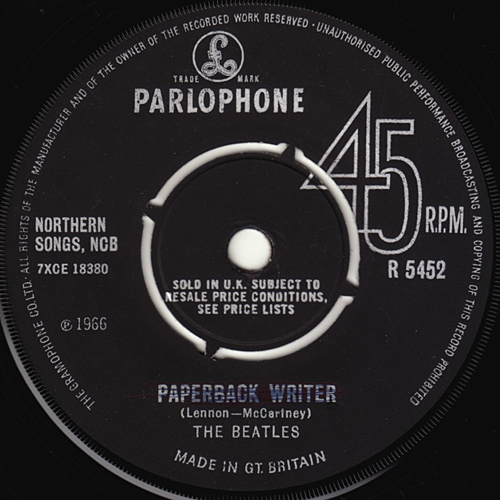 THE GRAMOPHONE CO. LTD. · ALL RIGHTS OF THE MANUFACTURER AND OF THE OWNER OF THE RECORDED WORK RESERVED · UNAUTHORISED PUBLIC PERFORMANCE BROADCASTING AND COPYING OF THIS RECORD PROHIBITED
£
TRADE MARK
PARLOPHONE
45
R.P.M.
NORTHERN
SONGS, NCB
7XCE 18380
R 5452
SOLD IN U.K. SUBJECT TO
RESALE PRICE CONDITIONS,
SEE PRICE LISTS
℗ 1966
PAPERBACK WRITER
(Lennon—McCartney)
THE BEATLES
MADE IN GT. BRITAIN